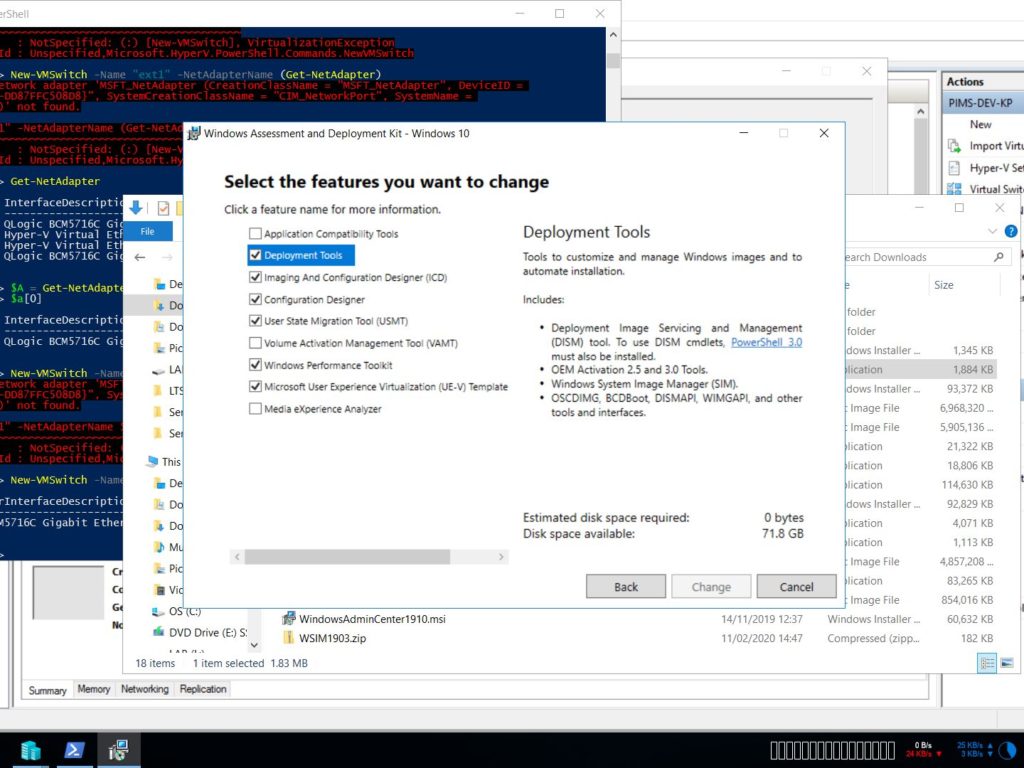 erShell
: NotSpecified: (:) [New-VMSwitch], VirtualizationException
Id : Unspecified,Microsoft.HyperV.PowerShell.Commands.NewVMSwitch
> New-VMSwitch -Name "ext1" -NetAdapterName (Get-NetAdapter)
etwork adapter 'MSFT_NetAdapter (CreationClassName = "MSFT_NetAdapter", DeviceID =
-DD87FFC508D8}", SystemCreationClassName = "CIM_NetworkPort", SystemName =
)' not found.
1" -NetAdapterName (Get-NetAd
: NotSpecified: (:) [New-V
Id : Unspecified,Microsoft.Hy
> Get-NetAdapter
InterfaceDescriptio
QLogic BCM5716C Gig
Hyper-V Virtual Eth
Hyper-V Virtual Eth
QLogic BCM5716C Gig
> $A = Get-NetAdapte
> $a[0]
InterfaceDescriptio
QLogic BCM5716C Gig
> New-VMSwitch -Name
etwork adapter 'MSF
-DD87FFC508D8}", Sys
)' not found.
1" -NetAdapterName $
: NotSpecified: (
Id : Unspecified,Mi
> New-VMSwitch -Name
rInterfaceDescriptio
M5716C Gigabit Ether
Actions
PIMS-DEV-KP
New
Import Virtu
Hyper-V Set
Virtual Switc
Windows Assessment and Deployment Kit - Windows 10
Select the features you want to change
Click a feature name for more information.
Application Compatibility Tools
Deployment Tools
Imaging And Configuration Designer (ICD)
Configuration Designer
User State Migration Tool (USMT)
Volume Activation Management Tool (VAMT)
Windows Performance Toolkit
Microsoft User Experience Virtualization (UE-V) Template
Media eXperience Analyzer
Deployment Tools
Tools to customize and manage Windows images and to
automate installation.
Includes:
• Deployment Image Servicing and Management
(DISM) tool. To use DISM cmdlets, PowerShell 3.0
must also be installed.
• OEM Activation 2.5 and 3.0 Tools.
• Windows System Image Manager (SIM).
• OSCDIMG, BCDBoot, DISMAPI, WIMGAPI, and other
tools and interfaces.
Estimated disk space required: 0 bytes
Disk space available: 71.8 GB
Back Change Cancel
File
De
Do
Do
Pic
LA
LTS
Ser
Ser
This
De
Do
Do
Mu
Pic
Vic
OS (C:)
DVD Drive (E:) S
earch Downloads
e Size
folder
folder
dows Installer ... 1,345 KB
lication 1,884 KB
dows Installer ... 93,372 KB
c Image File 6,968,320 ...
c Image File 5,905,136 ...
lication 21,322 KB
lication 18,806 KB
lication 114,630 KB
dows Installer ... 92,829 KB
lication 4,071 KB
lication 1,113 KB
c Image File 4,857,208 ...
lication 83,265 KB
c Image File 854,016 KB
WindowsAdminCenter1910.msi 14/11/2019 12:37 Windows Installer ... 60,632 KB
WSIM1903.zip 11/02/2020 14:47 Compressed (zipp... 182 KB
18 items 1 item selected 1.83 MB
Cr
Co
Ge
No
Summary Memory Networking Replication
0 B/s
24 KB/s
25 KB/s
3 KB/s